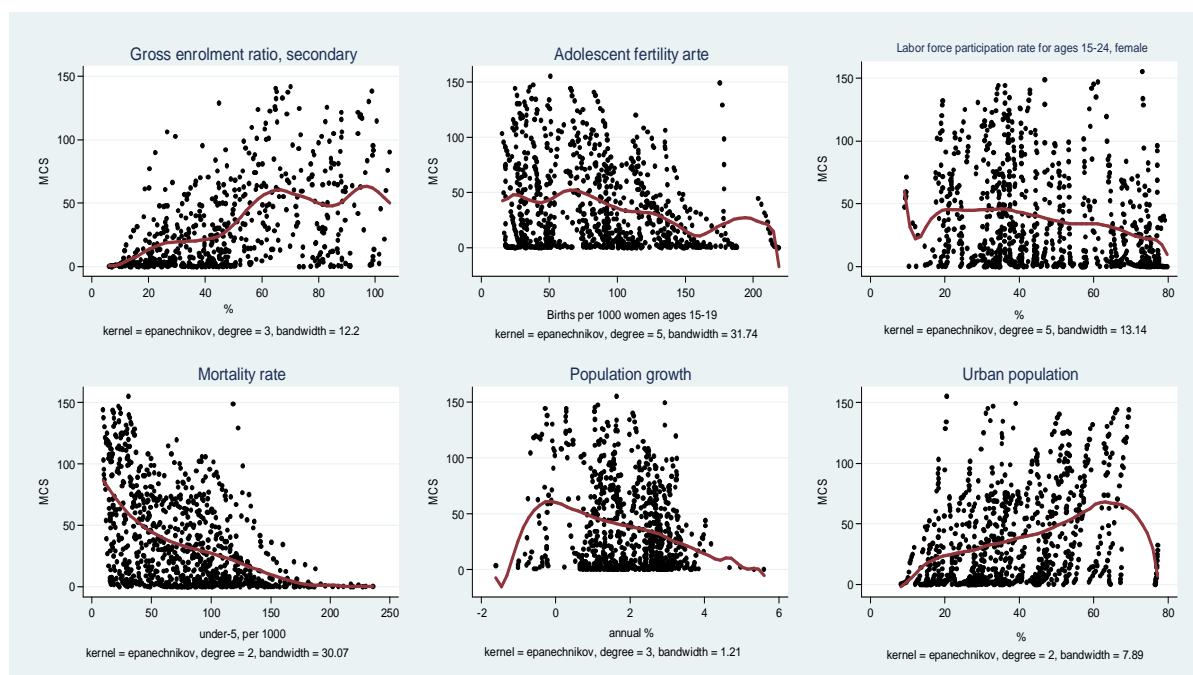 Gross enrolment ratio, secondary
MCS
150
100
50
0
0 20 40 60 80 100
%
kernel = epanechnikov, degree = 3, bandwidth = 12.2
Adolescent fertility arte
MCS
150
100
50
0
0 50 100 150 200
Births per 1000 women ages 15-19
kernel = epanechnikov, degree = 5, bandwidth = 31.74
Labor force participation rate for ages 15-24, female
MCS
150
100
50
0
0 20 40 60 80
%
kernel = epanechnikov, degree = 5, bandwidth = 13.14
Mortality rate
MCS
150
100
50
0
0 50 100 150 200 250
under-5, per 1000
kernel = epanechnikov, degree = 2, bandwidth = 30.07
Population growth
MCS
150
100
50
0
-2 0 2 4 6
annual %
kernel = epanechnikov, degree = 3, bandwidth = 1.21
Urban population
MCS
150
100
50
0
0 20 40 60 80
%
kernel = epanechnikov, degree = 2, bandwidth = 7.89